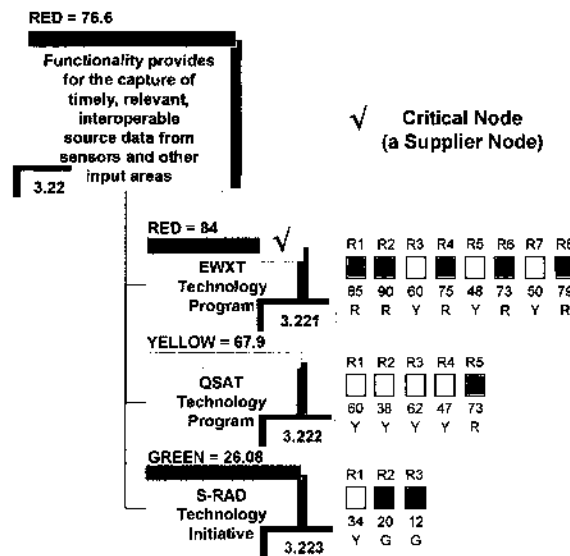 RED = 76.6
Functionality provides
for the capture of
timely, relevant,
interoperable
source data from
sensors and other
input areas
3.22
√ Critical Node
(a Supplier Node)
RED = 84
√
EWXT
Technology
Program
3.221
R1 R2 R3 R4 R5 R6 R7 R8
85 90 60 75 48 73 50 79
R R Y R Y R Y R
YELLOW = 67.9
QSAT
Technology
Program
3.222
R1 R2 R3 R4 R5
60 38 62 47 73
Y Y Y Y R
GREEN = 26.08
S-RAD
Technology
Initiative
3.223
R1 R2 R3
34 20 12
Y G G